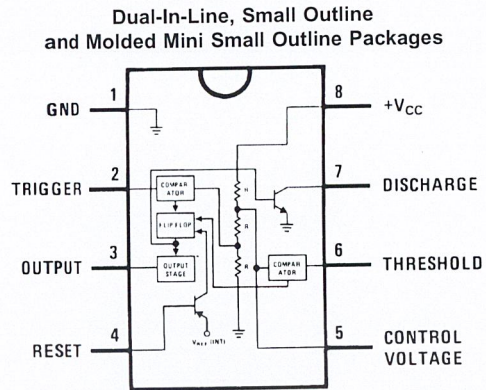 Dual-In-Line, Small Outline
and Molded Mini Small Outline Packages
1
GND
8
+VCC
2
TRIGGER
COMPAR
ATOR
R
7
DISCHARGE
FLIP FLOP
R
3
OUTPUT
OUTPUT
STAGE
R
COMPAR
ATOR
6
THRESHOLD
4
RESET
VREF (INT)
5
CONTROL
VOLTAGE